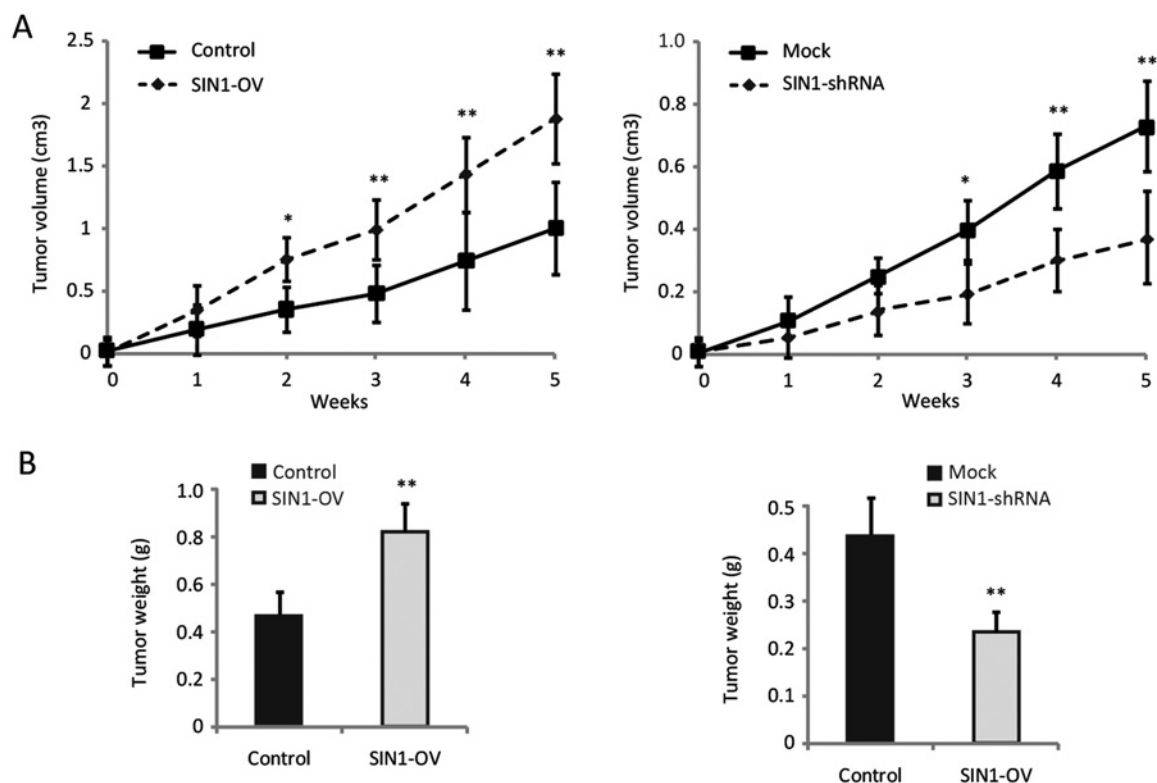 A
Tumor volume (cm3)
2.5
2
1.5
1
0.5
0
Control
SIN1-OV
*
**
**
**
0 1 2 3 4 5
Weeks
Tumor volume (cm3)
1.0
0.8
0.6
0.4
0.2
0
Mock
SIN1-shRNA
*
**
**
0 1 2 3 4 5
Weeks
B
Tumor weight (g)
1.0
0.8
0.6
0.4
0.2
0
Control
SIN1-OV
**
Control SIN1-OV
Tumor weight (g)
0.5
0.4
0.3
0.2
0.1
0
Mock
SIN1-shRNA
**
Control SIN1-OV